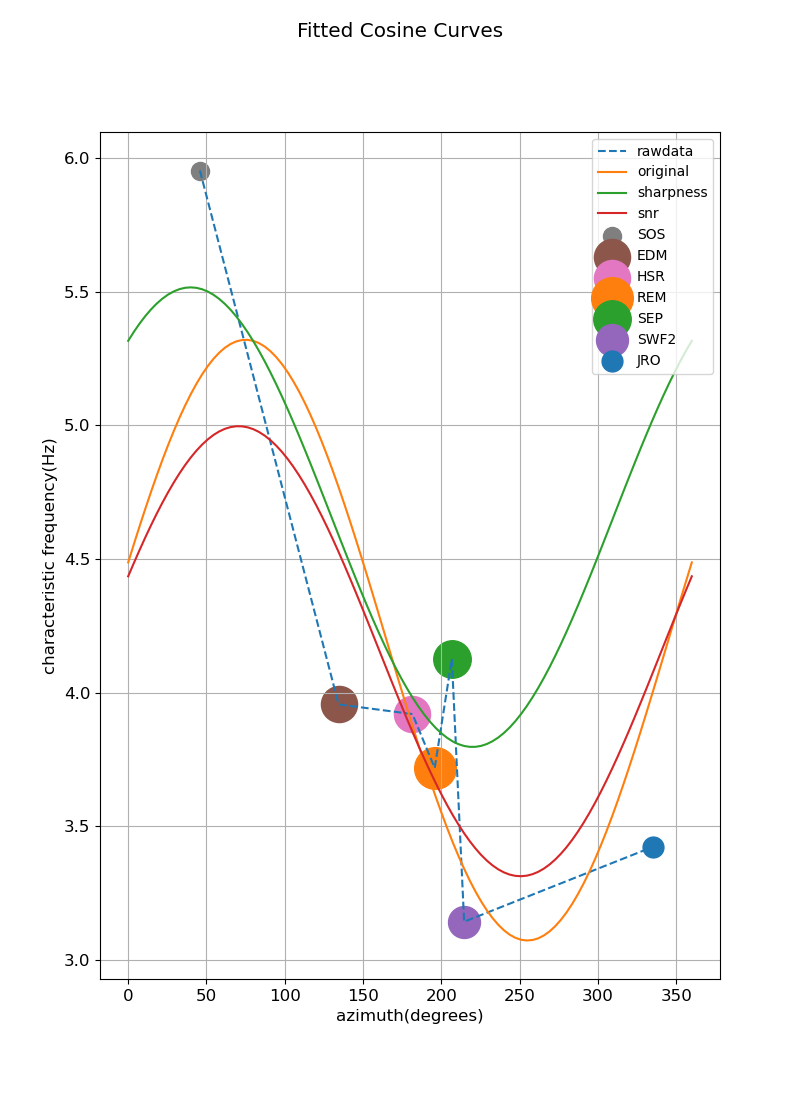 Fitted Cosine Curves
6.0
5.5
5.0
4.5
4.0
3.5
3.0
characteristic frequency(Hz)
rawdata
original
sharpness
snr
SOS
EDM
HSR
REM
SEP
SWF2
JRO
0 50 100 150 200 250 300 350
azimuth(degrees)